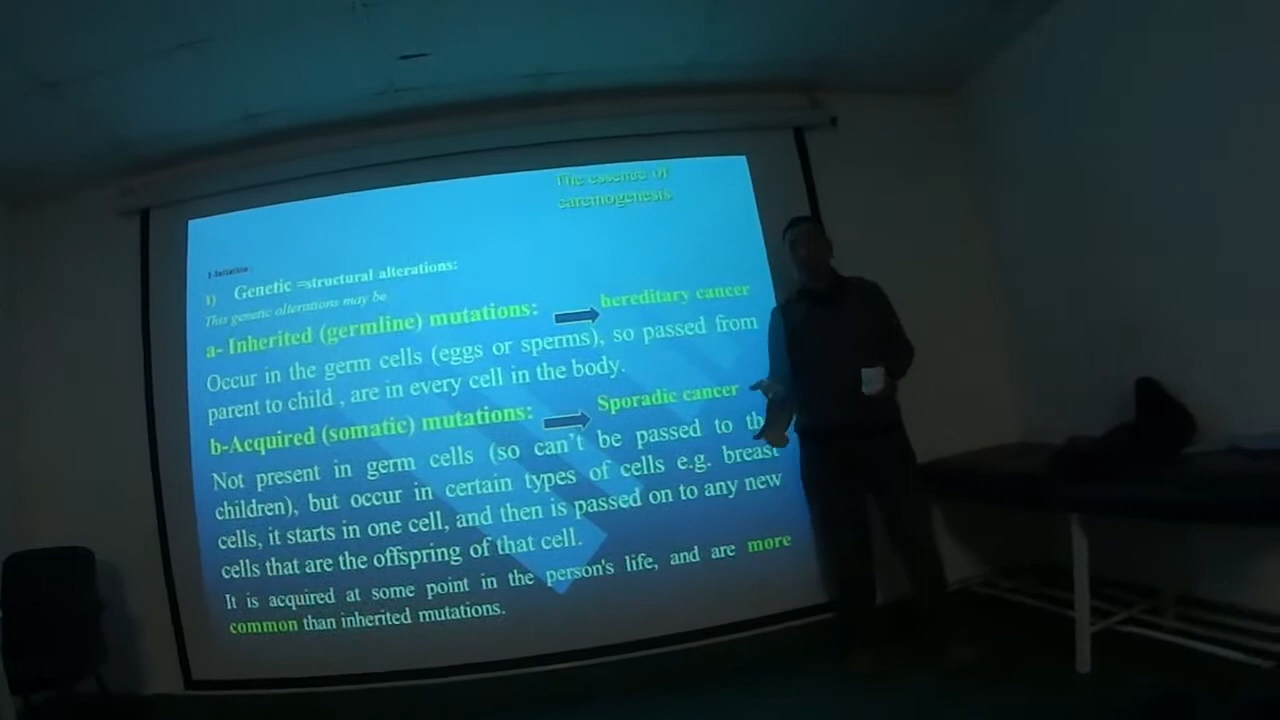 The essence of
carcinogenesis
1-Initiation :
1) Genetic =structural alterations:
This genetic alterations may be
a- Inherited (germline) mutations: hereditary cancer
Occur in the germ cells (eggs or sperms), so passed from
parent to child , are in every cell in the body.
b-Acquired (somatic) mutations: Sporadic cancer
Not present in germ cells (so can't be passed to the
children), but occur in certain types of cells e.g. breast
cells, it starts in one cell, and then is passed on to any new
cells that are the offspring of that cell.
It is acquired at some point in the person's life, and are more
common than inherited mutations.